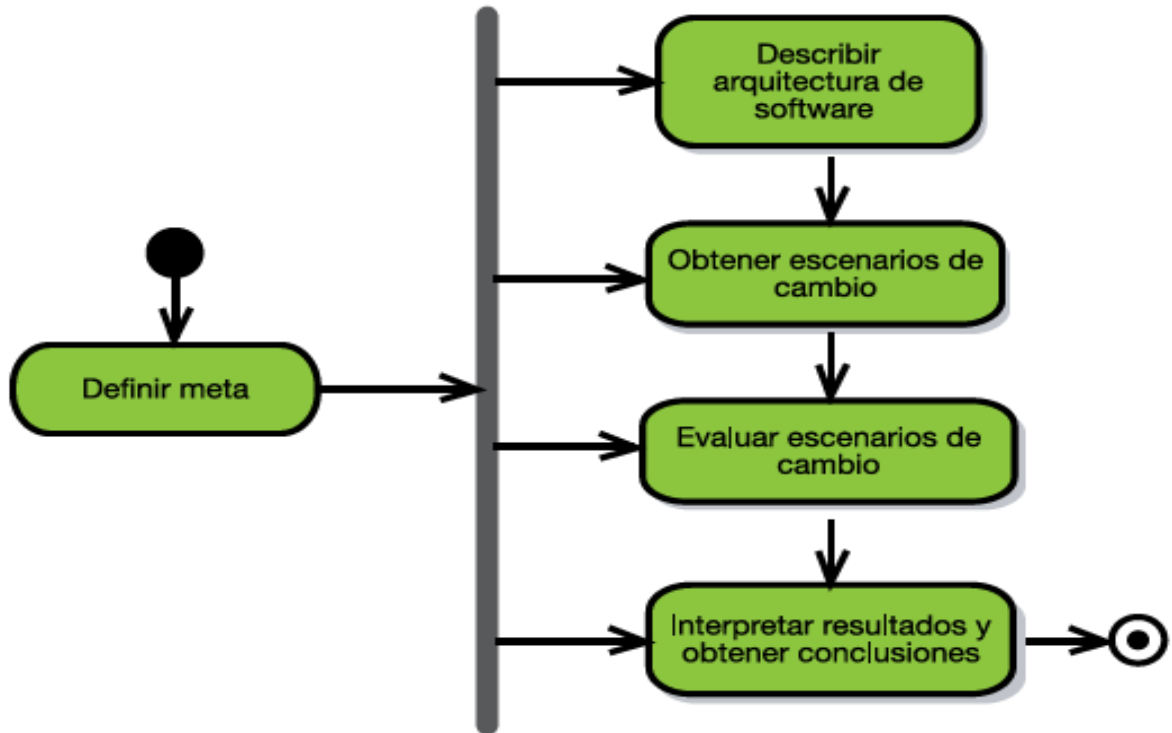 Describir
arquitectura de
software
Obtener escenarios de
cambio
Definir meta
Evaluar escenarios de
cambio
Interpretar resultados y
obtener conclusiones